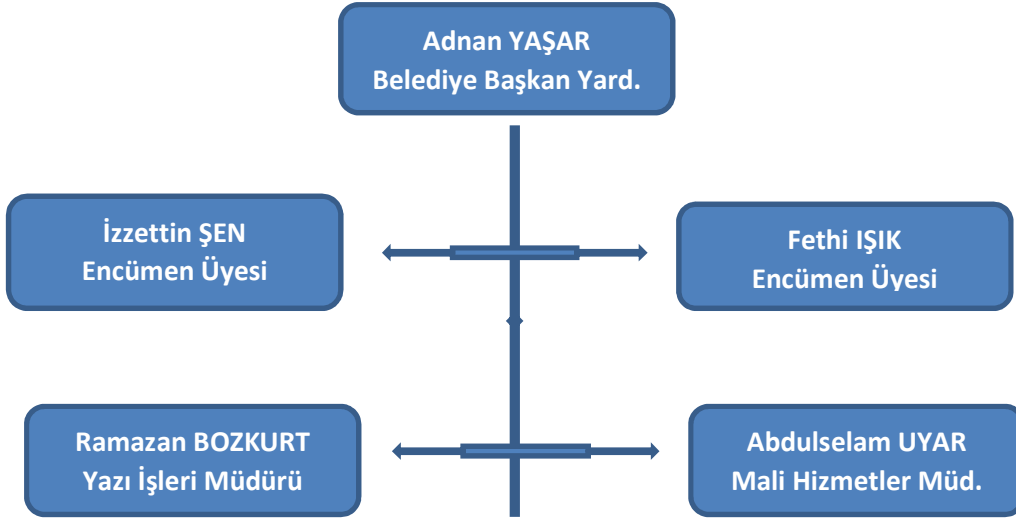 Adnan YAŞAR
Belediye Başkan Yard.
İzzettin ŞEN
Encümen Üyesi
Fethi IŞIK
Encümen Üyesi
Ramazan BOZKURT
Yazı İşleri Müdürü
Abdulselam UYAR
Mali Hizmetler Müd.